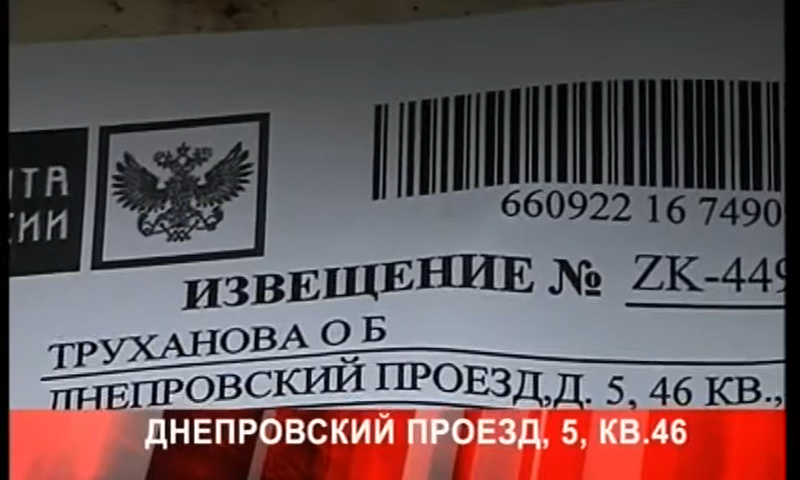 660922 16 7490
ИЗВЕЩЕНИЕ № ZK-449
ТРУХАНОВА О Б
ДНЕПРОВСКИЙ ПРОЕЗД,Д. 5, 46 КВ.,
ДНЕПРОВСКИЙ ПРОЕЗД, 5, КВ.46